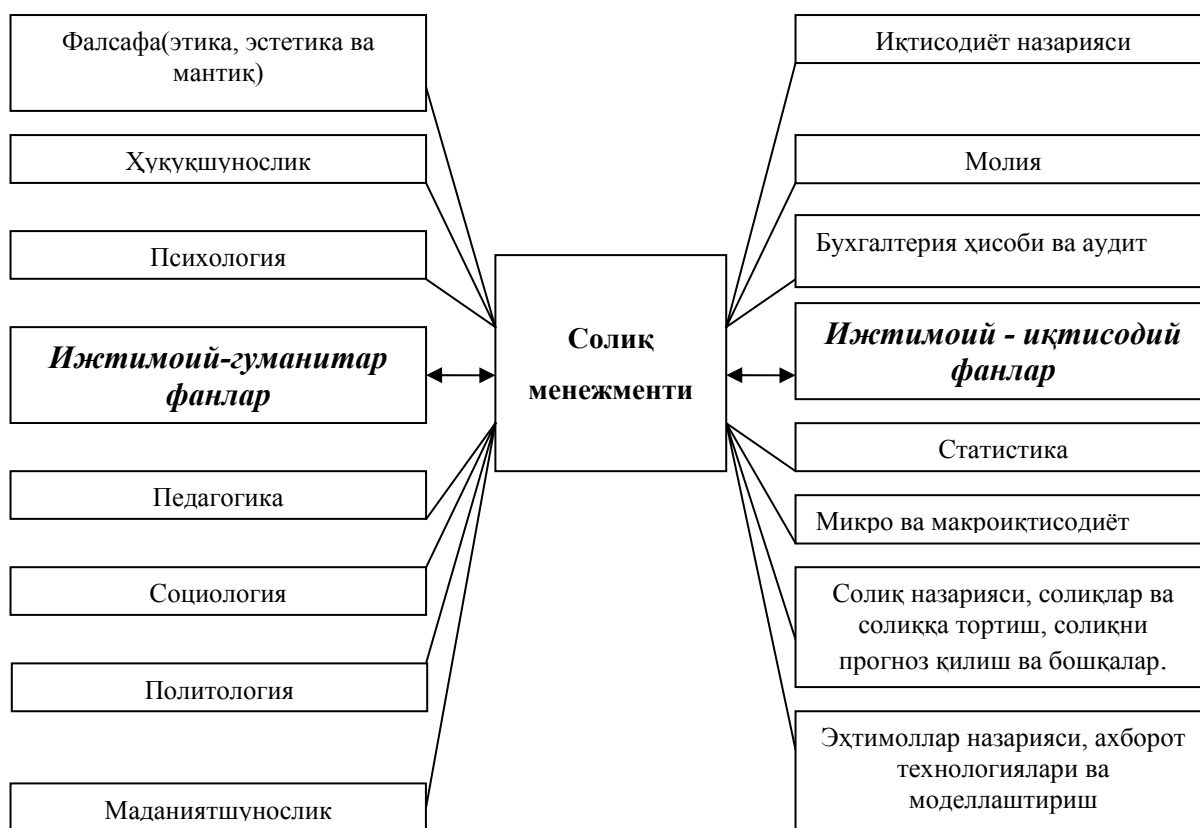 Фалсафа(этика, эстетика ва
мантиқ)
Ҳуқуқшунослик
Психология
Ижтимоий-гуманитар
фанлар
Педагогика
Социология
Политология
Маданиятшунослик
Солиқ
менежменти
Иқтисодиёт назарияси
Молия
Бухгалтерия ҳисоби ва аудит
Ижтимоий - иқтисодий
фанлар
Статистика
Микро ва макроиқтисодиёт
Солиқ назарияси, солиқлар ва
солиққа тортиш, солиқни
прогноз қилиш ва бошқалар.
Эҳтимоллар назарияси, ахборот
технологиялари ва
моделлаштириш